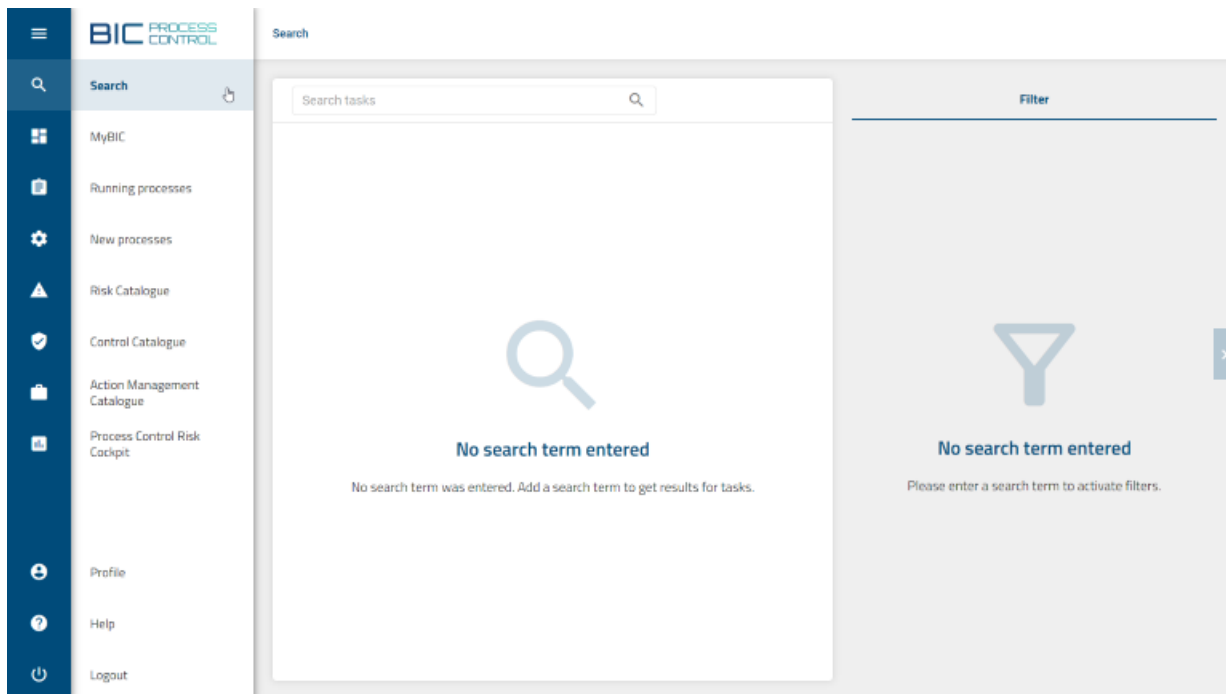 BIC PROCESS
CONTROL
Search
Search
MyBIC
Running processes
New processes
Risk Catalogue
Control Catalogue
Action Management
Catalogue
Process Control Risk
Cockpit
Profile
Help
Logout
Search tasks
No search term entered
No search term was entered. Add a search term to get results for tasks.
Filter
No search term entered
Please enter a search term to activate filters.